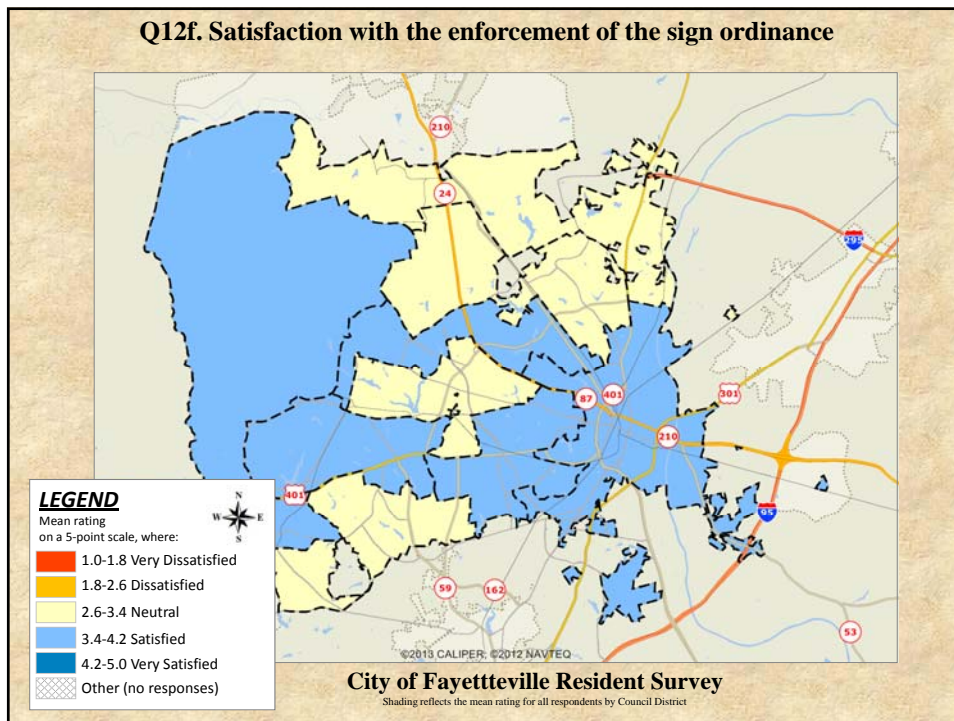 Q12f. Satisfaction with the enforcement of the sign ordinance
210
24
295
301
87
401
210
401
95
59
162
53
LEGEND
Mean rating
on a 5-point scale, where:
N
W E
S
1.0-1.8 Very Dissatisfied
1.8-2.6 Dissatisfied
2.6-3.4 Neutral
3.4-4.2 Satisfied
4.2-5.0 Very Satisfied
Other (no responses)
©2013 CALIPER; ©2012 NAVTEQ
City of Fayettteville Resident Survey
Shading reflects the mean rating for all respondents by Council District